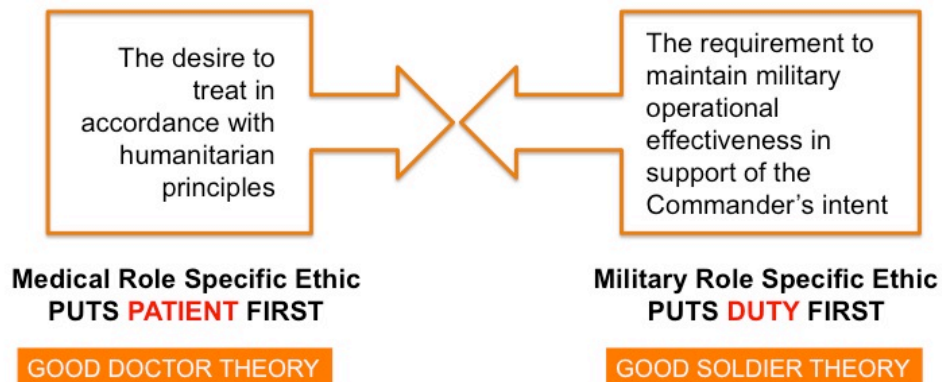 The desire to
treat in
accordance with
humanitarian
principles
The requirement to
maintain military
operational
effectiveness in
support of the
Commander's intent
Medical Role Specific Ethic
PUTS PATIENT FIRST
Military Role Specific Ethic
PUTS DUTY FIRST
GOOD DOCTOR THEORY
GOOD SOLDIER THEORY